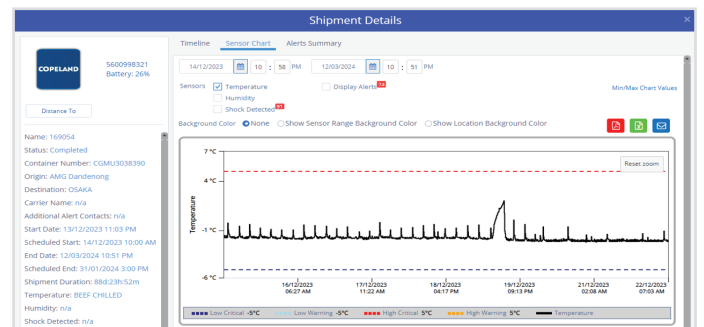 Shipment Details
×
COPELAND
5600998321
Battery: 26%
Distance To
Name: 169054
Status: Completed
Container Number: CGMU3038390
Origin: AMG Dandenong
Destination: OSAKA
Carrier Name: n/a
Additional Alert Contacts: n/a
Start Date: 13/12/2023 11:03 PM
Scheduled Start: 14/12/2023 10:00 AM
End Date: 12/03/2024 10:51 PM
Scheduled End: 31/01/2024 3:00 PM
Shipment Duration: 88d:23h:52m
Temperature: BEEF CHILLED
Humidity: n/a
Shock Detected: n/a
Timeline Sensor Chart Alerts Summary
14/12/2023 10 : 58 PM 12/03/2024 10 : 51 PM
Sensors Temperature Display Alerts 74 Min/Max Chart Values
Humidity
Shock Detected 91
Background Color None Show Sensor Range Background Color Show Location Background Color
Reset zoom
Temperature
7 °C
4 °C
-1 °C
-6 °C
16/12/2023 17/12/2023 18/12/2023 19/12/2023 21/12/2023 22/12/2023
06:27 AM 11:22 AM 04:17 PM 09:13 PM 02:08 AM 07:03 AM
Low Critical -5°C Low Warning -5°C High Critical 5°C High Warning 5°C Temperature